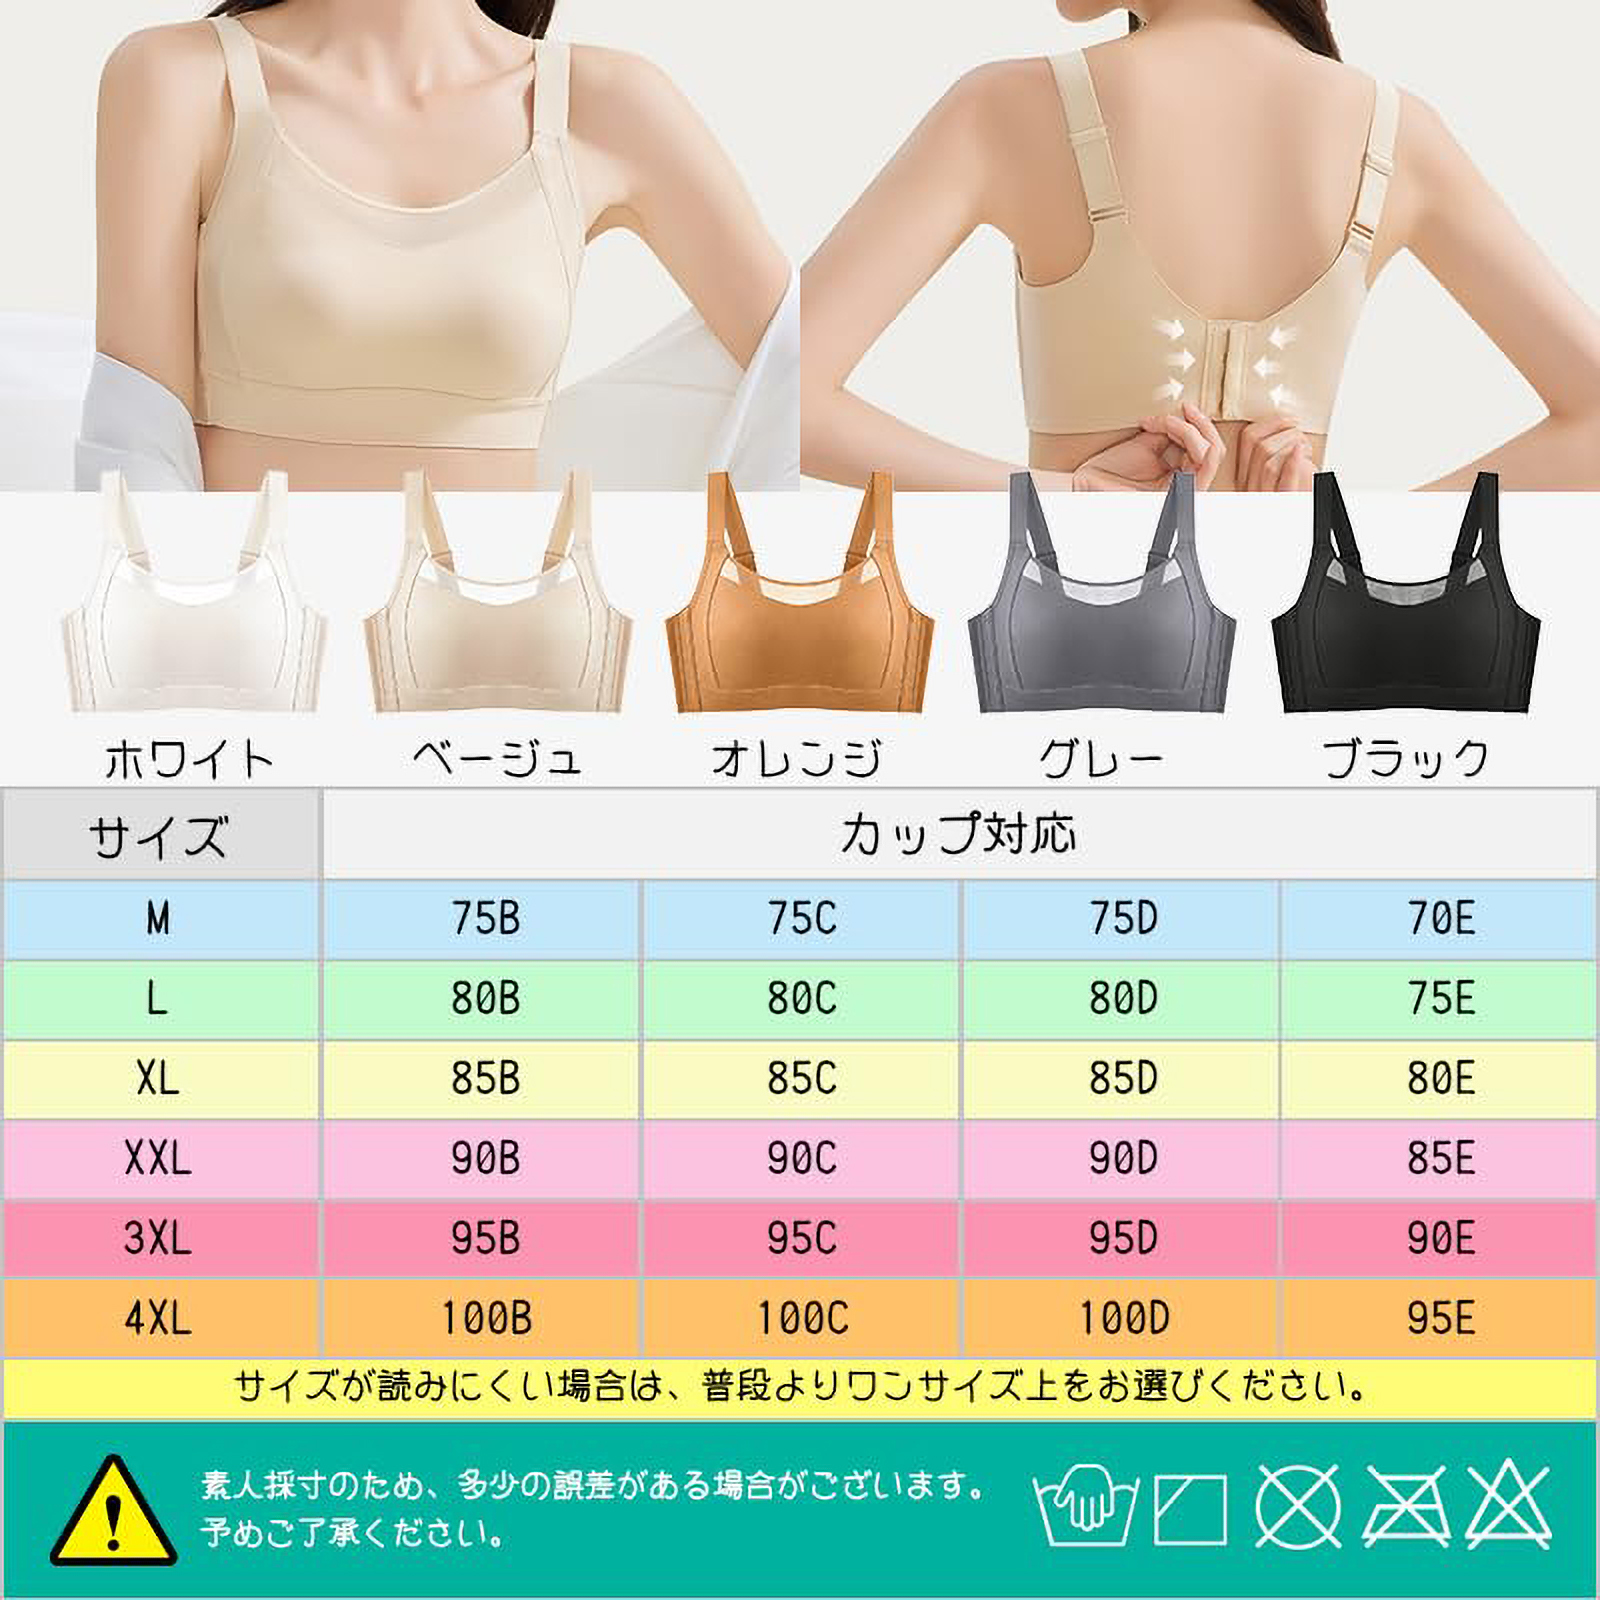 ホワイト ベージュ オレンジ グレー ブラック
サイズ カップ対応
M 75B 75C 75D 70E
L 80B 80C 80D 75E
XL 85B 85C 85D 80E
XXL 90B 90C 90D 85E
3XL 95B 95C 95D 90E
4XL 100B 100C 100D 95E
サイズが読みにくい場合は、普段よりワンサイズ上をお選びください。
素人採寸のため、多少の誤差がある場合がございます。
予めご了承ください。